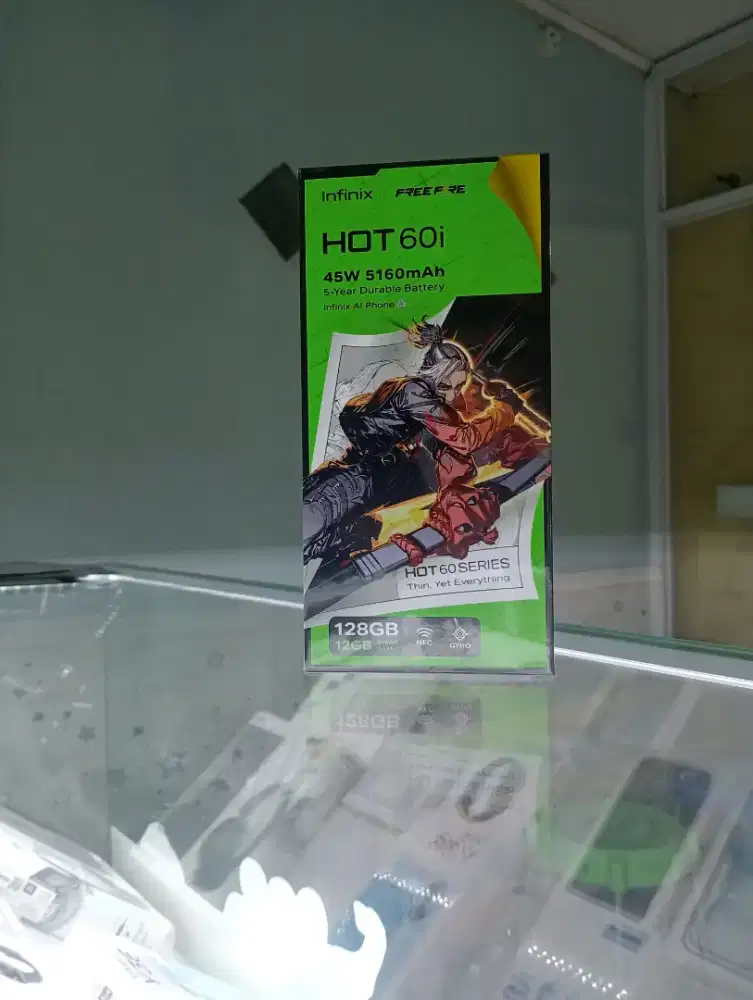 Infinix FREE FIRE
HOT 60i
45W 5160mAh
5-Year Durable Battery
Infinix AI Phone
HOT 60 SERIES
Thin, Yet Everything
128GB
12GB
NFC
GYRO